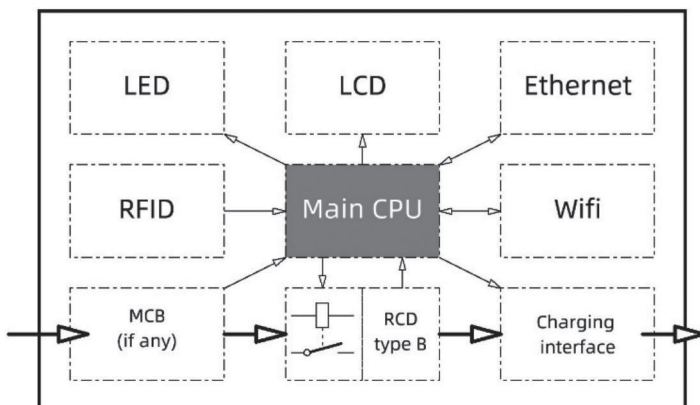 LED
LCD
Ethernet
RFID
Main CPU
Wifi
MCB
(if any)
RCD
type B
Charging
interface